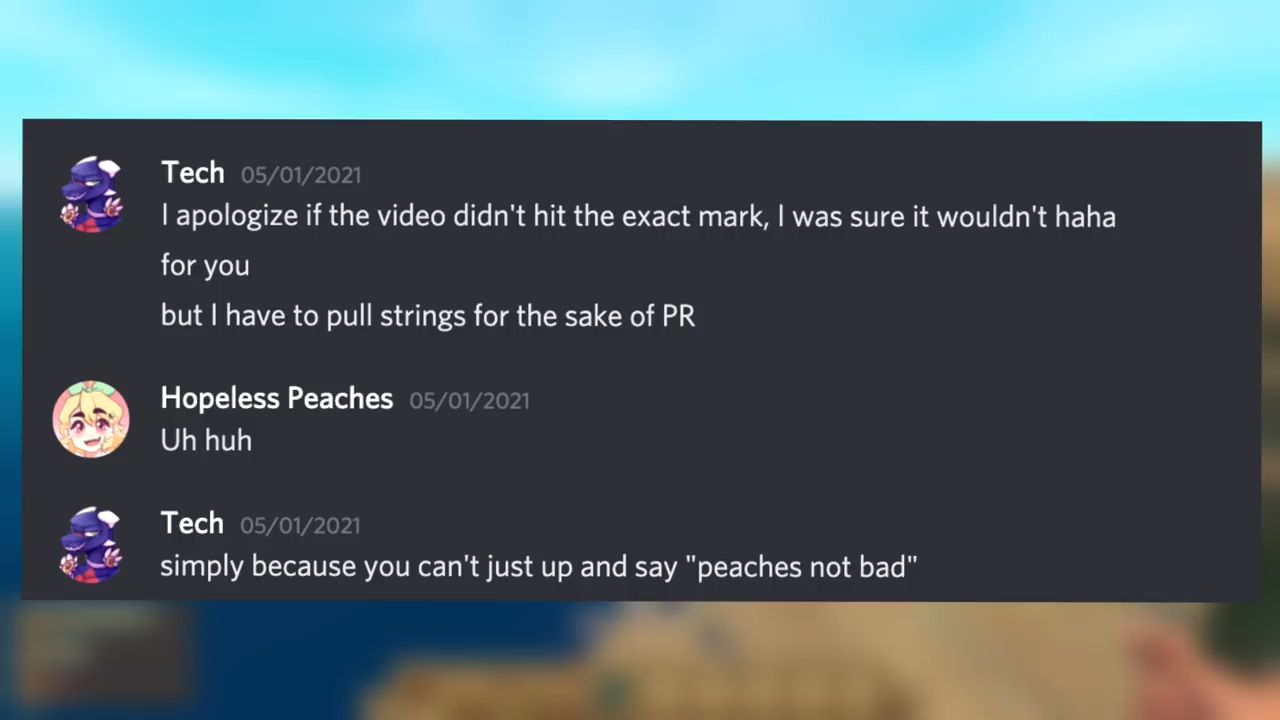 Tech 05/01/2021
I apologize if the video didn't hit the exact mark, I was sure it wouldn't haha
for you
but I have to pull strings for the sake of PR
Hopeless Peaches 05/01/2021
Uh huh
Tech 05/01/2021
simply because you can't just up and say "peaches not bad"